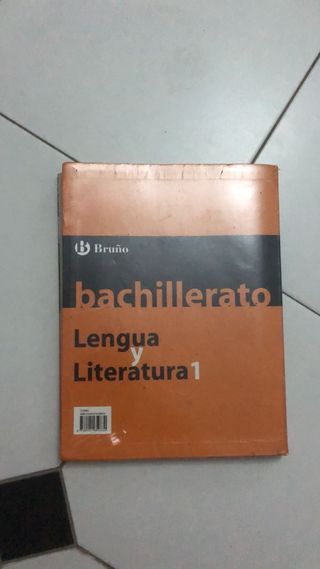 Bruño
bachillerato
Lengua
y
Literatura 1